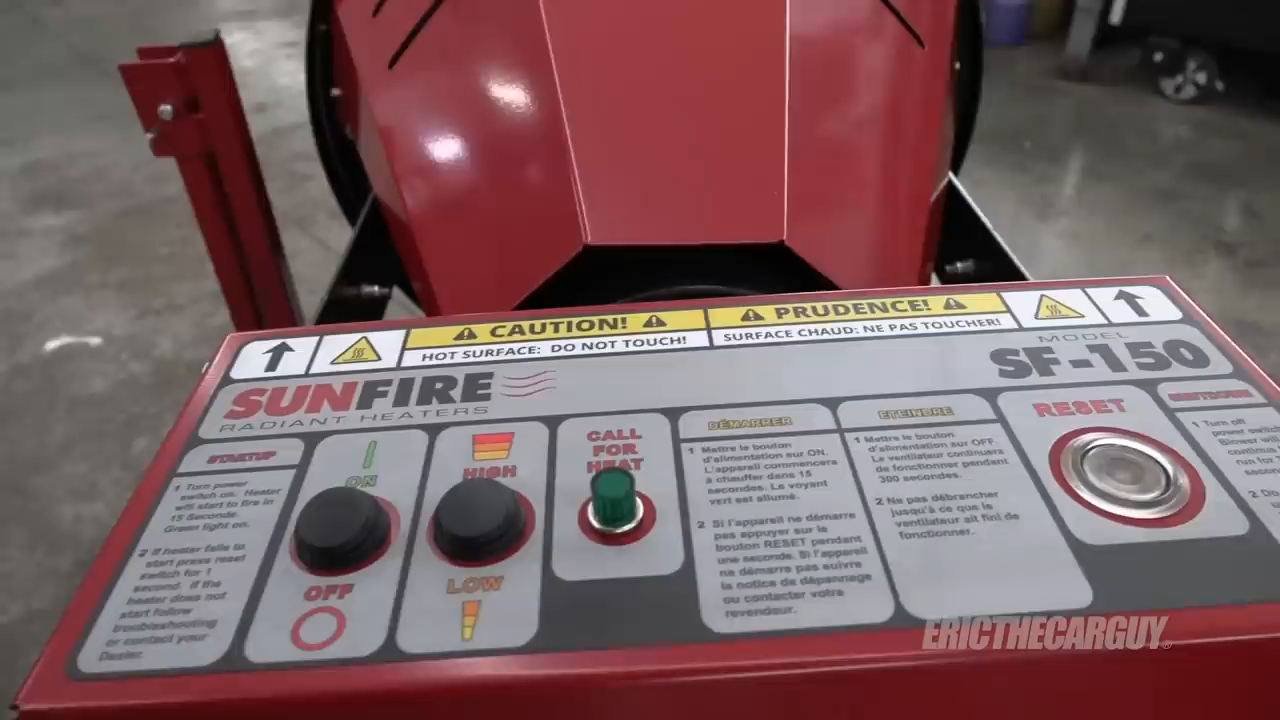 CAUTION!
PRUDENCE!
HOT SURFACE: DO NOT TOUCH!
SURFACE CHAUD: NE PAS TOUCHER!
SUNFIRE
RADIANT HEATERS
MODEL
SF-150
STARTUP
1 Turn power
switch on. Heater
will start to fire in
15 Seconds.
Green light on.
2 If heater fails to
start press reset
switch for 1
second. If the
heater does not
start follow
troubleshooting
or contact your
Dealer.
ON
OFF
HIGH
LOW
CALL
FOR
HEAT
DÉMARRER
1 Mettre le bouton
d'alimentation sur ON.
L'appareil commencera
à chauffer dans 15
secondes. Le voyant
vert est allumé.
2 Si l'appareil ne démarre
pas appuyer sur le
bouton RESET pendant
une seconde. Si l'appareil
ne démarre pas suivre
la notice de dépannage
ou contacter votre
revendeur.
ETEINDRE
1 Mettre le bouton
d'alimentation sur OFF.
Le ventilateur continuera
de fonctionner pendant
300 secondes.
2 Ne pas débrancher
jusqu'à ce que le
ventilateur ait fini de
fonctionner.
RESET
SHUTDOWN
1 Turn off
power switch
Blower will
continue
run for
2
ERICTHECARGUY®